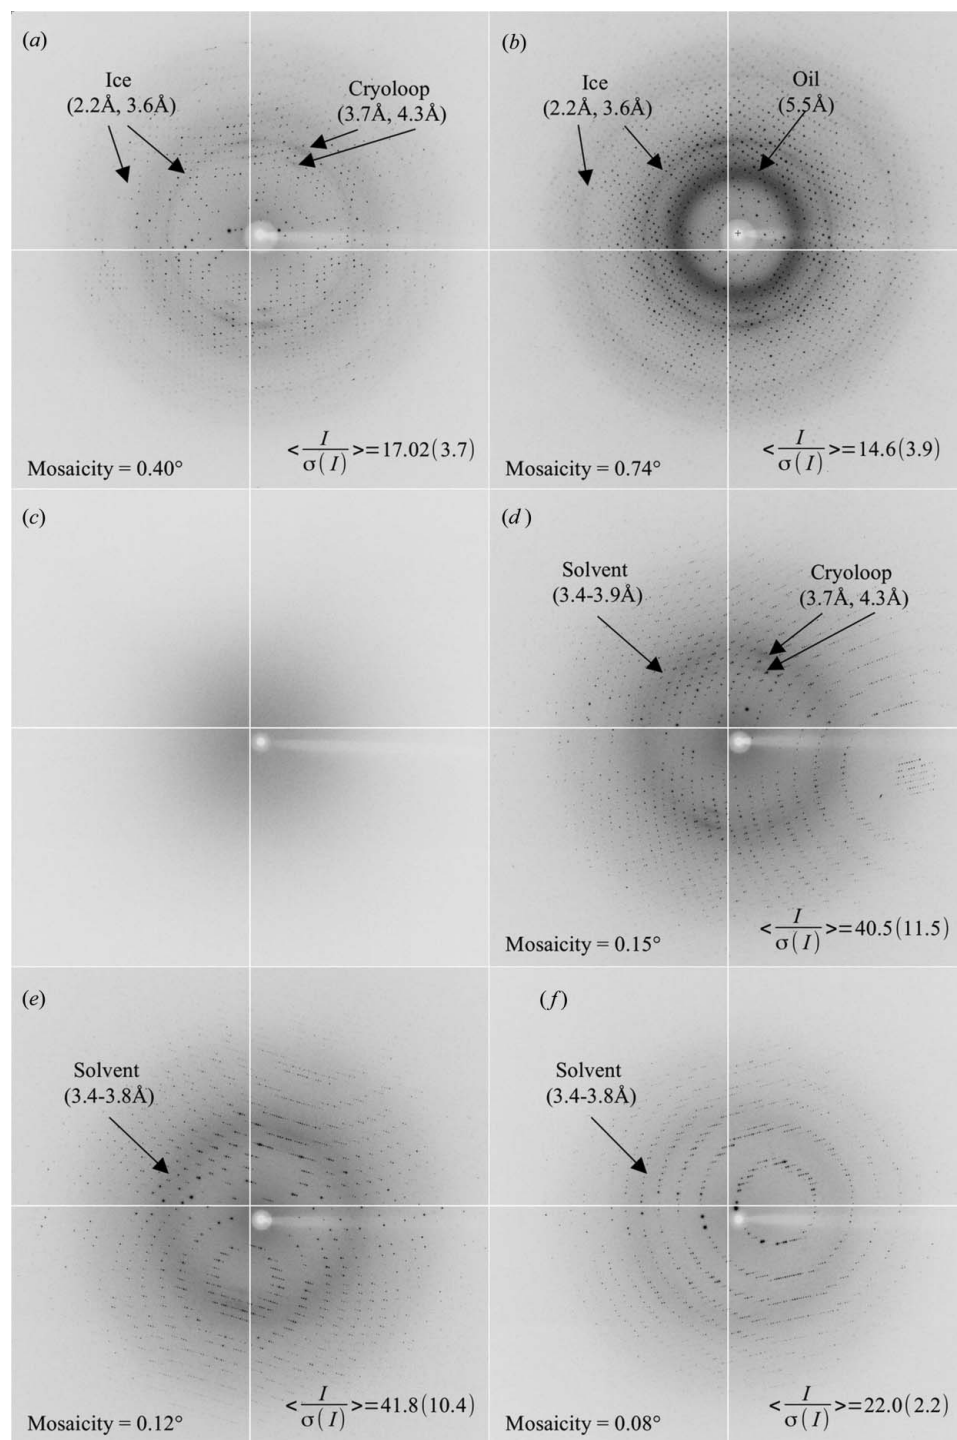 (a)
Ice
(2.2Å, 3.6Å)
Cryoloop
(3.7Å, 4.3Å)
Mosaicity = 0.40°
<I/σ(I)>=17.02(3.7)
(b)
Ice
(2.2Å, 3.6Å)
Oil
(5.5Å)
Mosaicity = 0.74°
<I/σ(I)>=14.6(3.9)
(c)
(d)
Solvent
(3.4-3.9Å)
Cryoloop
(3.7Å, 4.3Å)
Mosaicity = 0.15°
<I/σ(I)>=40.5(11.5)
(e)
Solvent
(3.4-3.8Å)
Mosaicity = 0.12°
<I/σ(I)>=41.8(10.4)
(f)
Solvent
(3.4-3.8Å)
Mosaicity = 0.08°
<I/σ(I)>=22.0(2.2)